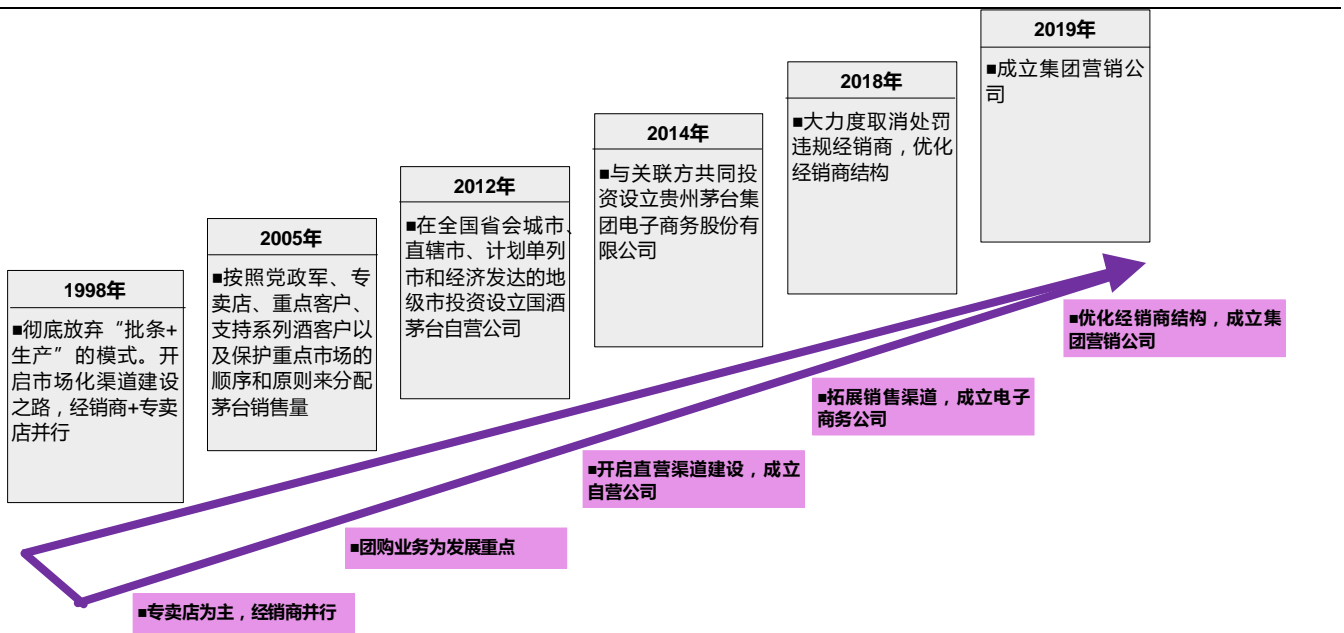 1998年
■彻底放弃“批条+
生产”的模式。开
启市场化渠道建设
之路，经销商+专卖
店并行
2005年
■按照党政军、专
卖店、重点客户、
支持系列酒客户以
及保护重点市场的
顺序和原则来分配
茅台销售量
2012年
■在全国省会城市、
直辖市、计划单列
市和经济发达的地
级市投资设立国酒
茅台自营公司
2014年
■与关联方共同投
资设立贵州茅台集
团电子商务股份有
限公司
2018年
■大力度取消处罚
违规经销商，优化
经销商结构
2019年
■成立集团营销公
司
■专卖店为主，经销商并行
■团购业务为发展重点
■开启直营渠道建设，成立
自营公司
■拓展销售渠道，成立电子
商务公司
■优化经销商结构，成立集
团营销公司